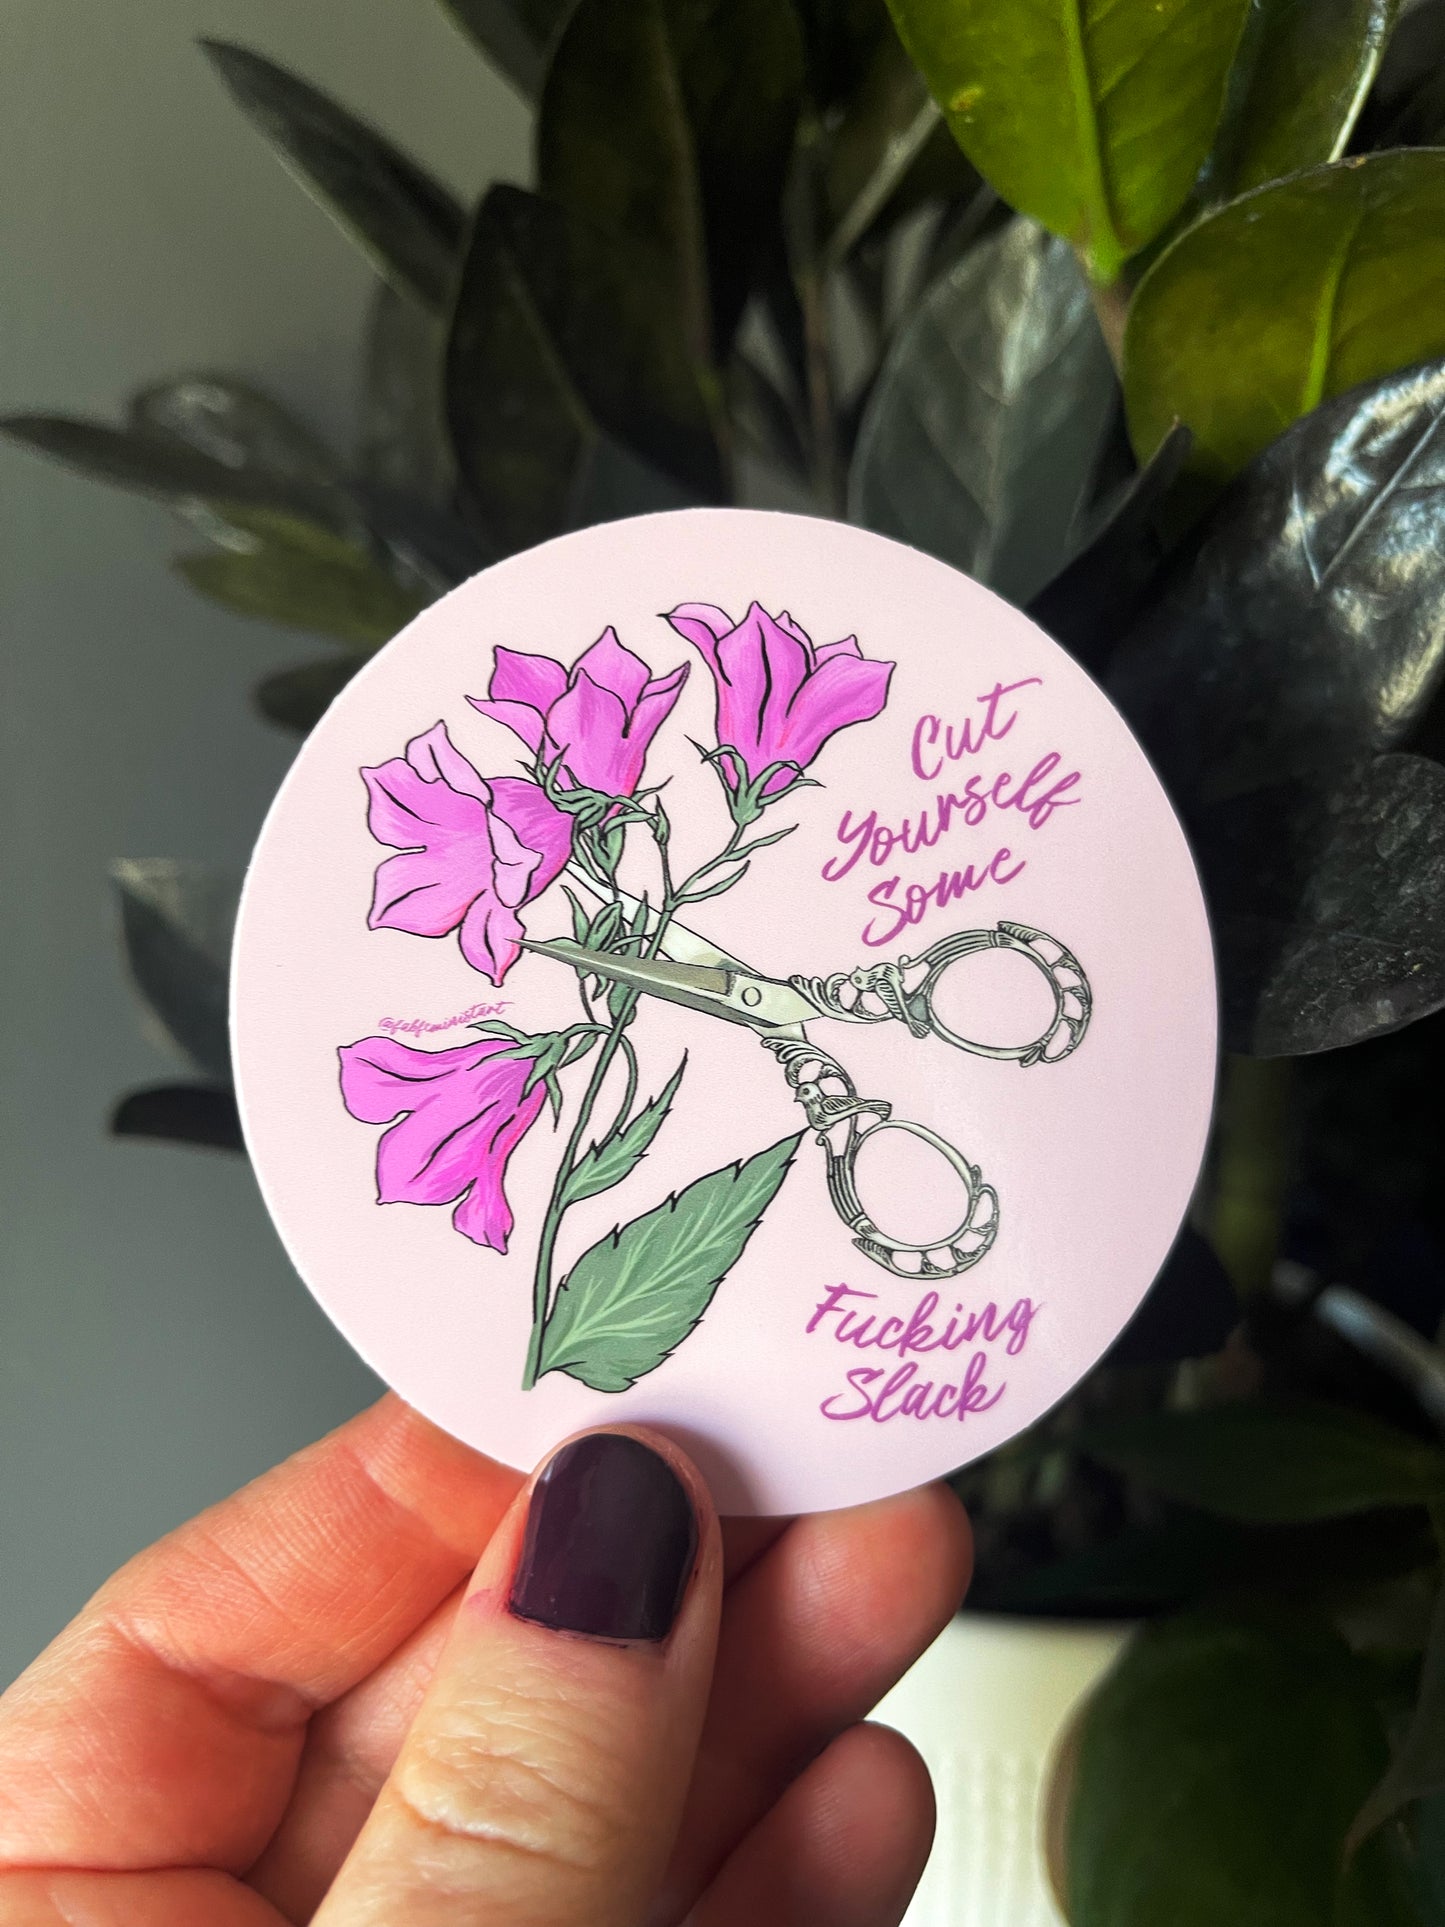 Cut
Yourself
Some
@fabfeministart
Fucking
Slack